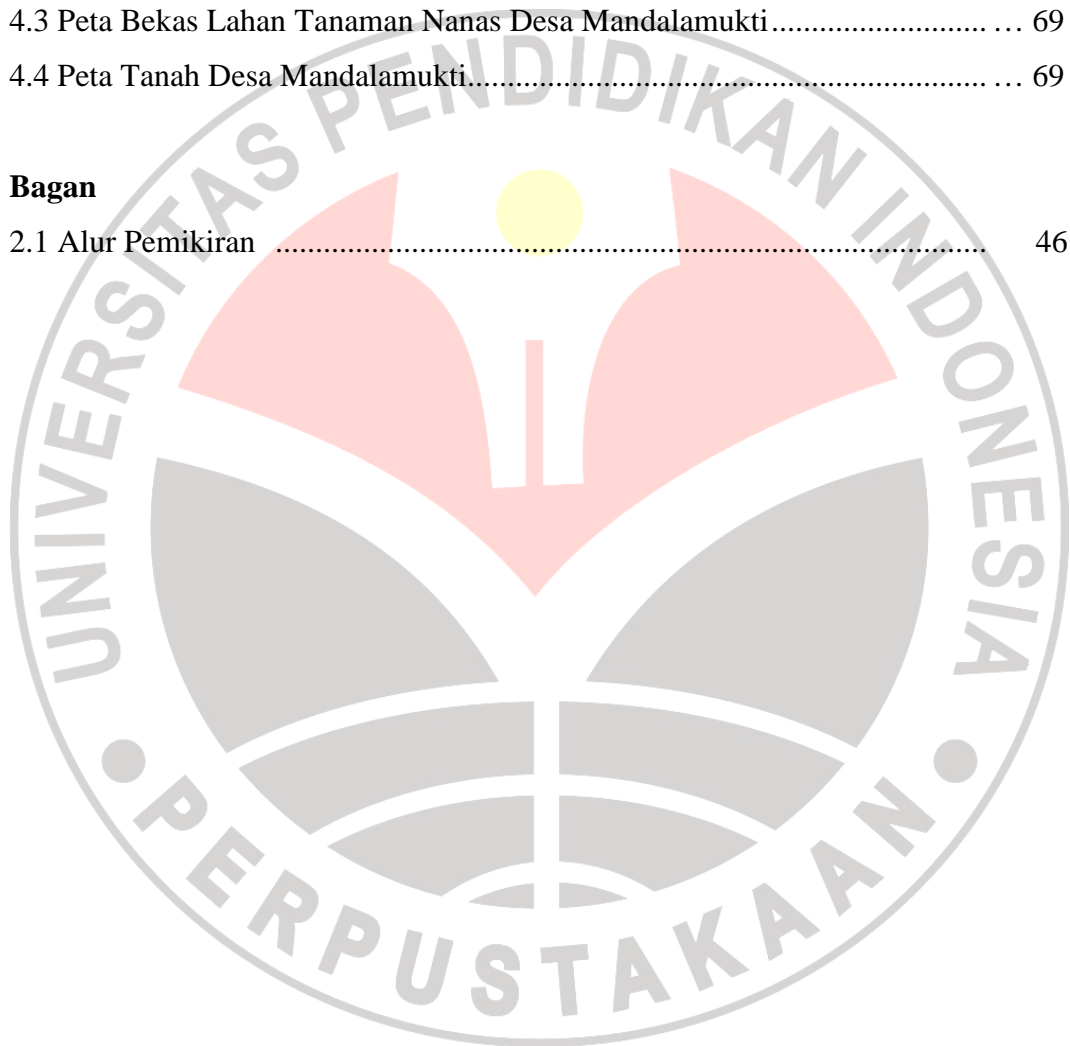 4.3 Peta Bekas Lahan Tanaman Nanas Desa Mandalamukti........................... … 69
4.4 Peta Tanah Desa Mandalamukti................................................................. … 69
Bagan
2.1 Alur Pemikiran ......................................................................................... 46
UNIVERSITAS PENDIDIKAN INDONESIA
PERPUSTAKAAN